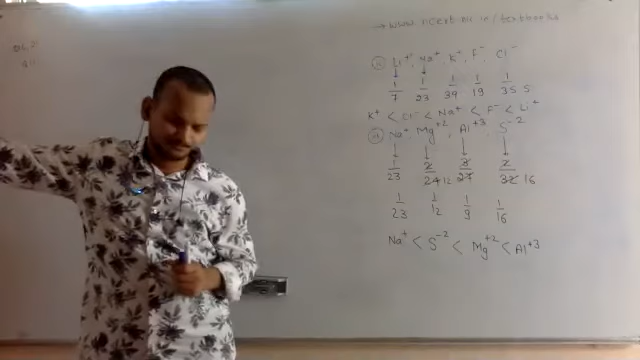 → www ncert nic in / textbooks
Li⁺, Na⁺, K⁺, F⁻, Cl⁻
1/7 1/23 1/39 1/19 1/35.5
K⁺ < Cl⁻ < Na⁺ < F⁻ < Li⁺
Na⁺, Mg⁺², Al⁺³, S⁻²
1/23 2/24 12 3/27 2/32 16
1/23 1/12 1/9 1/16
Na⁺ < S⁻² < Mg⁺² < Al⁺³